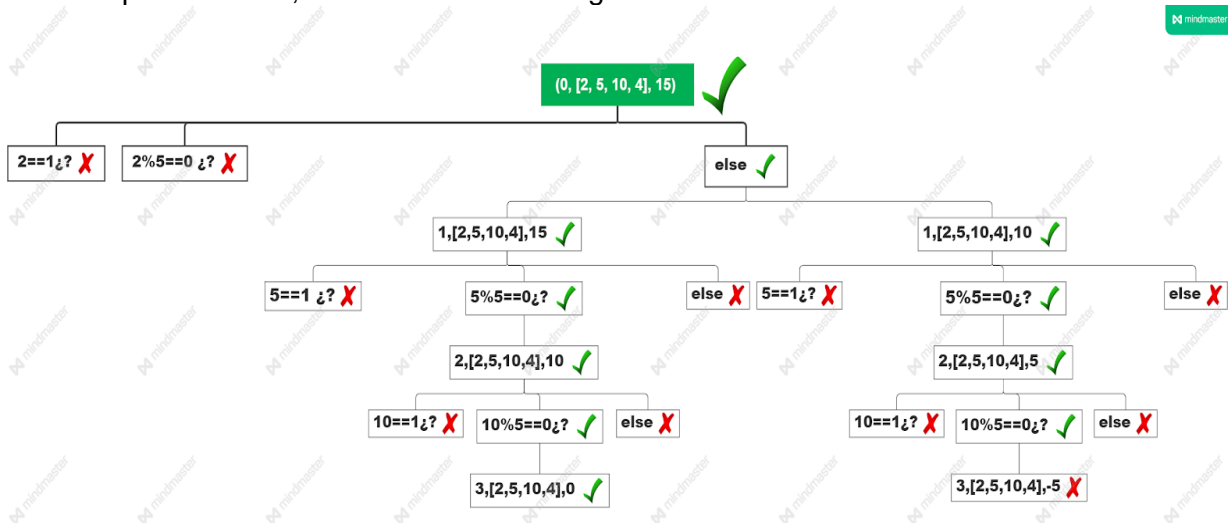 mindmaster
(0, [2, 5, 10, 4], 15)
2==1¿?
2%5==0 ¿?
else
1,[2,5,10,4],15
1,[2,5,10,4],10
5==1 ¿?
5%5==0¿?
else
5==1¿?
5%5==0¿?
else
2,[2,5,10,4],10
2,[2,5,10,4],5
10==1¿?
10%5==0¿?
else
10==1¿?
10%5==0¿?
else
3,[2,5,10,4],0
3,[2,5,10,4],-5